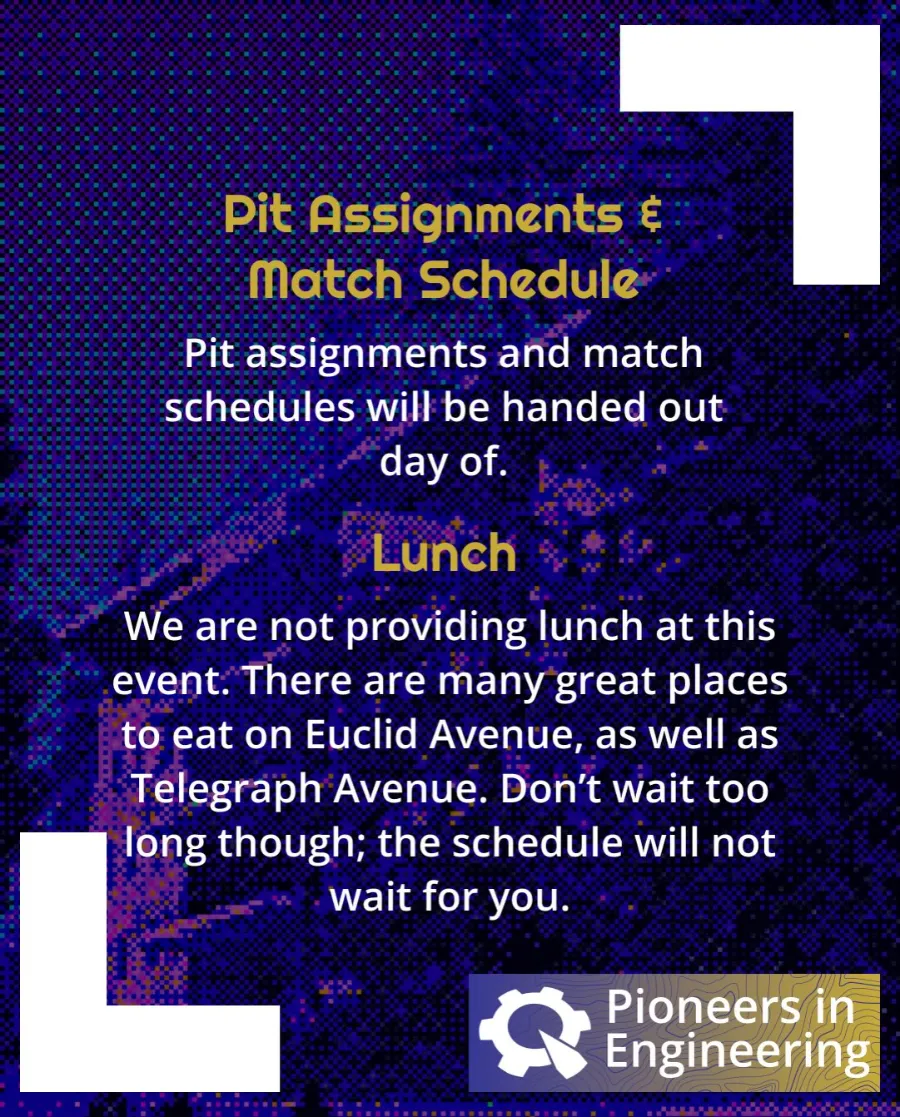 Pit Assignments &
Match Schedule
Pit assignments and match
schedules will be handed out
day of.
Lunch
We are not providing lunch at this
event. There are many great places
to eat on Euclid Avenue, as well as
Telegraph Avenue. Don’t wait too
long though; the schedule will not
wait for you.
Pioneers in
Engineering